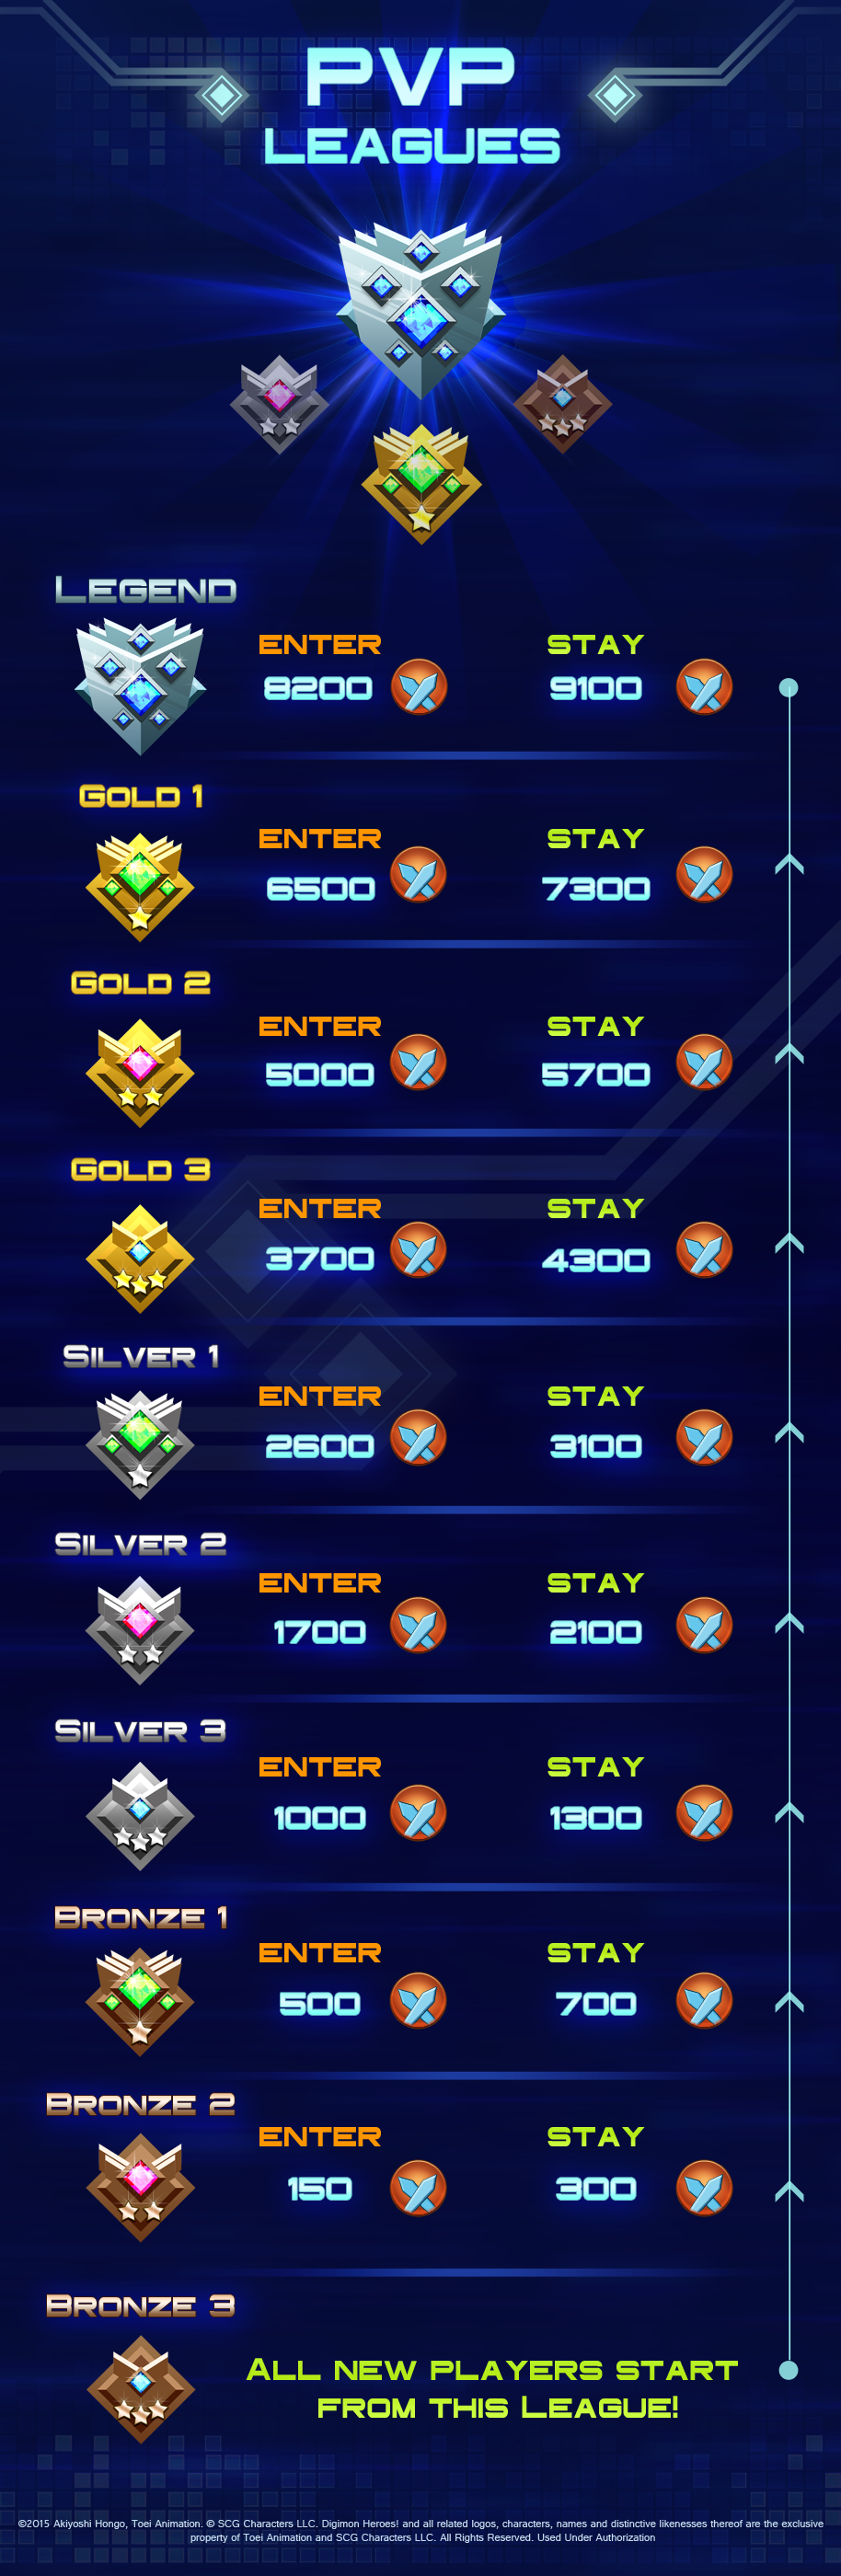 PVP
LEAGUES
LEGEND
ENTER STAY
8200 9100
GOLD 1
ENTER STAY
6500 7300
GOLD 2
ENTER STAY
5000 5700
GOLD 3
ENTER STAY
3700 4300
SILVER 1
ENTER STAY
2600 3100
SILVER 2
ENTER STAY
1700 2100
SILVER 3
ENTER STAY
1000 1300
BRONZE 1
ENTER STAY
500 700
BRONZE 2
ENTER STAY
150 300
BRONZE 3
ALL NEW PLAYERS START
FROM THIS LEAGUE!
©2015 Akiyoshi Hongo, Toei Animation. © SCG Characters LLC. Digimon Heroes! and all related logos, characters, names and distinctive likenesses thereof are the exclusive
property of Toei Animation and SCG Characters LLC. All Rights Reserved. Used Under Authorization